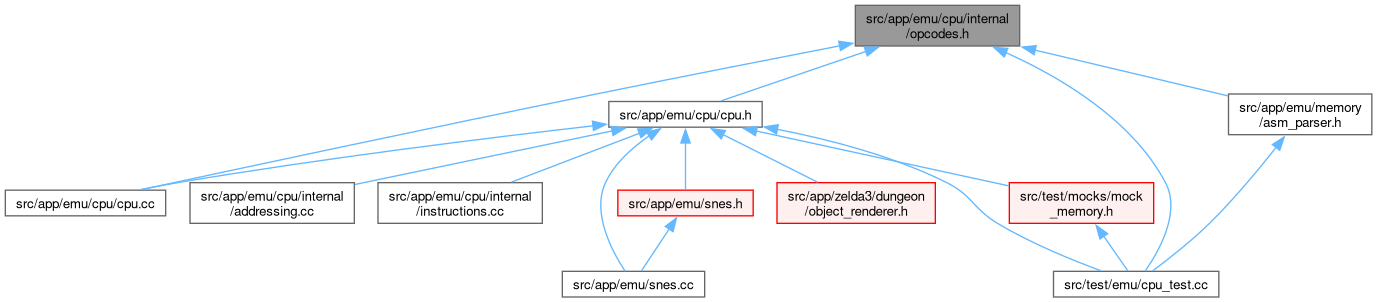 src/app/emu/cpu/internal
/opcodes.h
src/app/emu/cpu/cpu.h
src/app/emu/memory
/asm_parser.h
src/app/emu/cpu/cpu.cc
src/app/emu/cpu/internal
/addressing.cc
src/app/emu/cpu/internal
/instructions.cc
src/app/emu/snes.h
src/app/zelda3/dungeon
/object_renderer.h
src/test/mocks/mock
_memory.h
src/app/emu/snes.cc
src/test/emu/cpu_test.cc